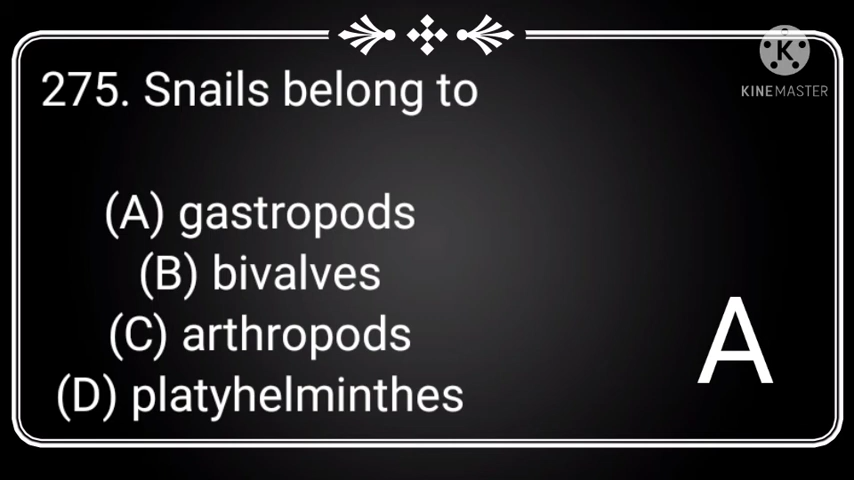 275. Snails belong to
KINEMASTER
(A) gastropods
(B) bivalves
(C) arthropods
(D) platyhelminthes
A